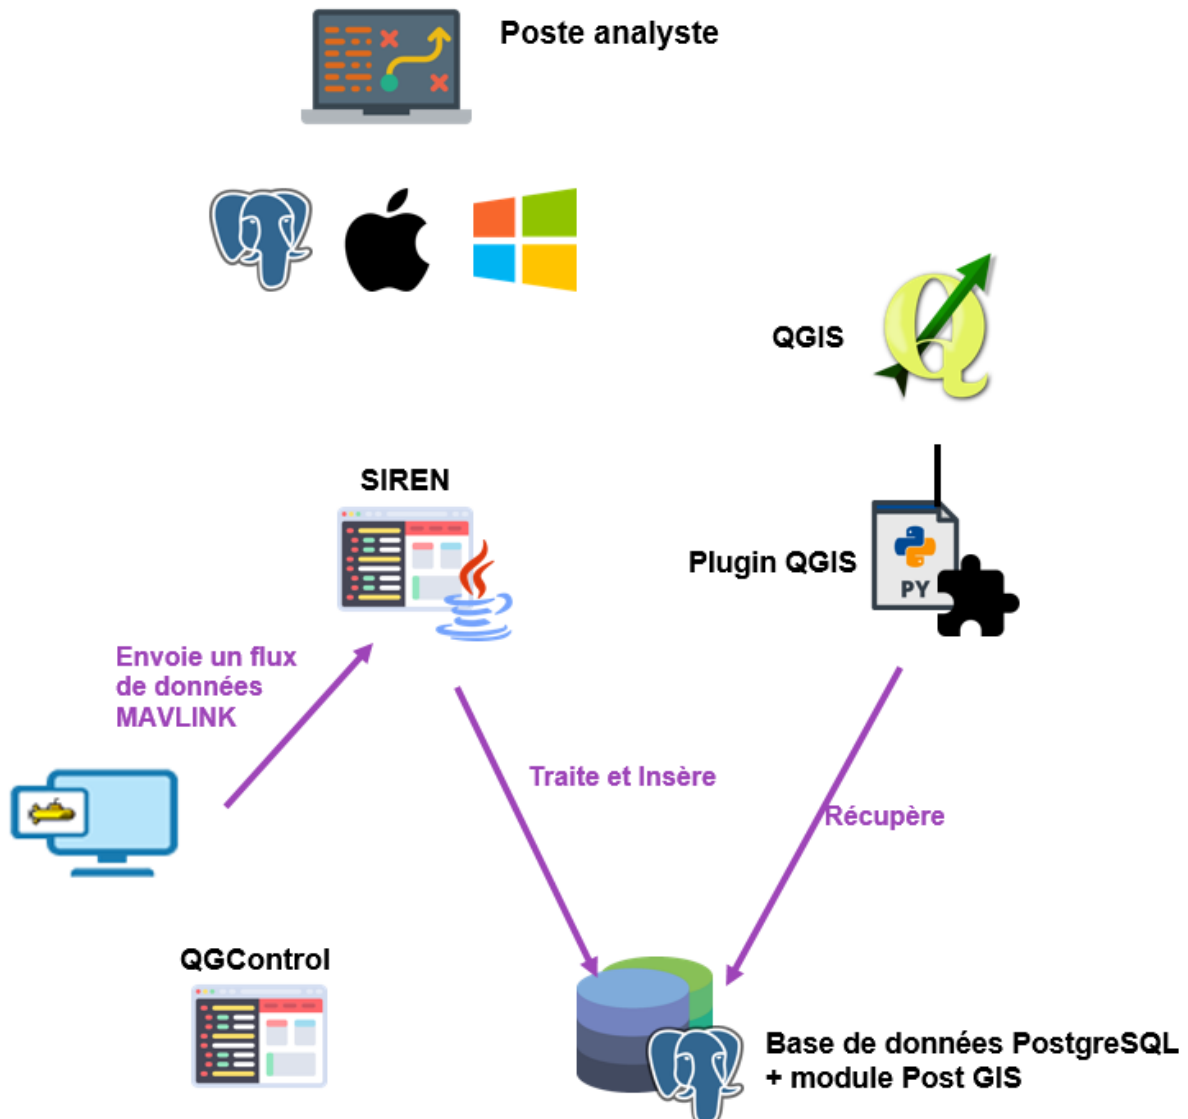 Poste analyste
QGIS
SIREN
Plugin QGIS
PY
Envoie un flux
de données
MAVLINK
Traite et Insère
Récupère
QGControl
Base de données PostgreSQL
+ module Post GIS